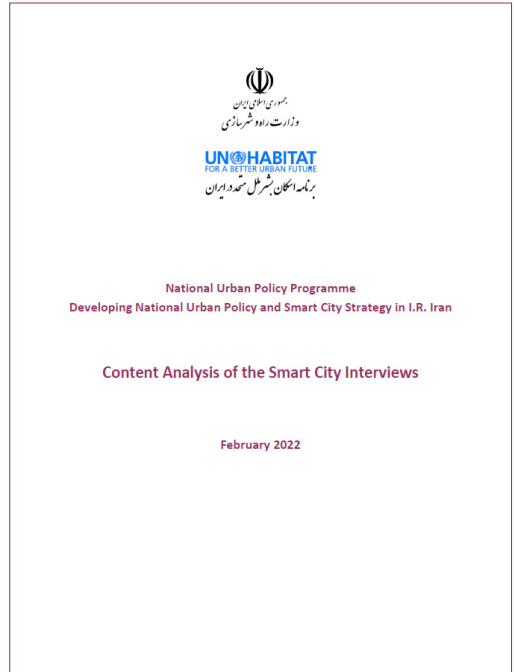 جمهوری اسلامی ایران
وزارت راه و شهرسازی
UN HABITAT
FOR A BETTER URBAN FUTURE
برنامه اسکان بشر ملل متحد در ایران
National Urban Policy Programme
Developing National Urban Policy and Smart City Strategy in I.R. Iran
Content Analysis of the Smart City Interviews
February 2022